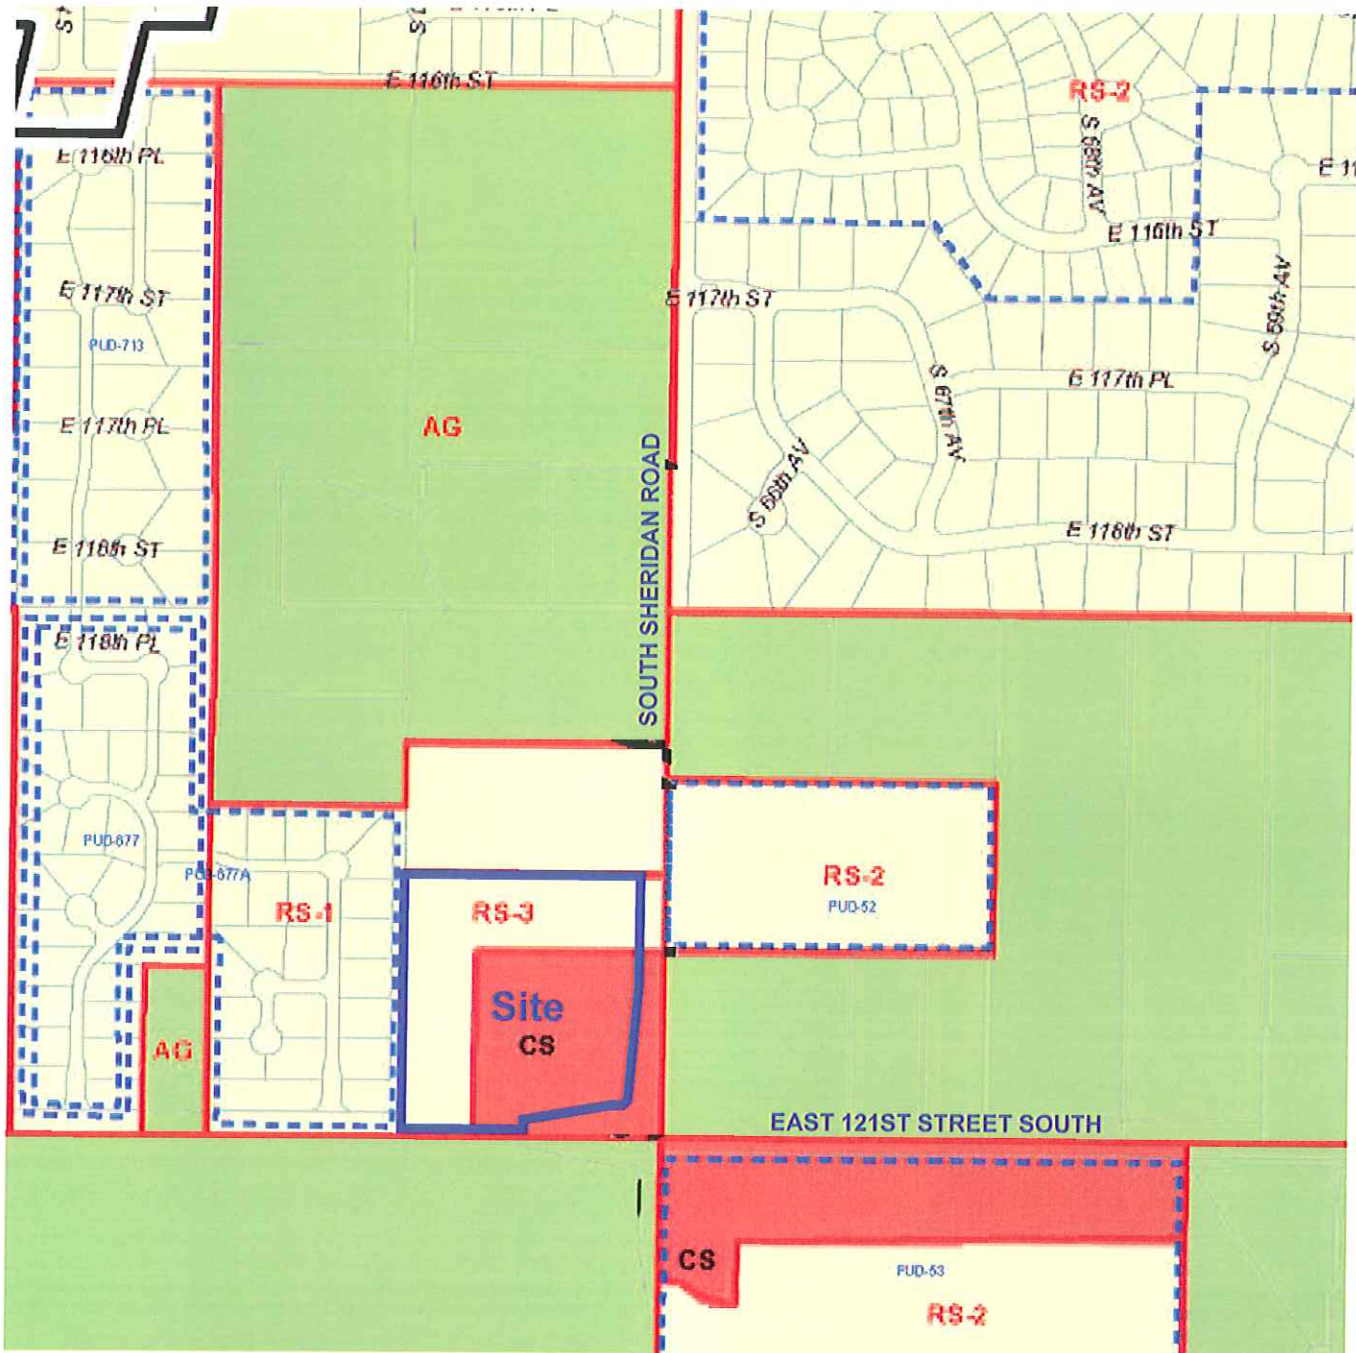 E 116th ST
RS-2
S 68th AV
E 116th PL
E 11
E 116th ST
E 117th ST
E 117th ST
S 69th AV
PUD-713
S 67th AV
E 117th PL
AG
E 117th PL
SOUTH SHERIDAN ROAD
S 66th AV
E 118th ST
E 118th ST
E 118th PL
PUD-677
PUD-677A
RS-1
RS-3
RS-2
PUD-52
Site
CS
AG
EAST 121ST STREET SOUTH
CS
PUD-53
RS-2